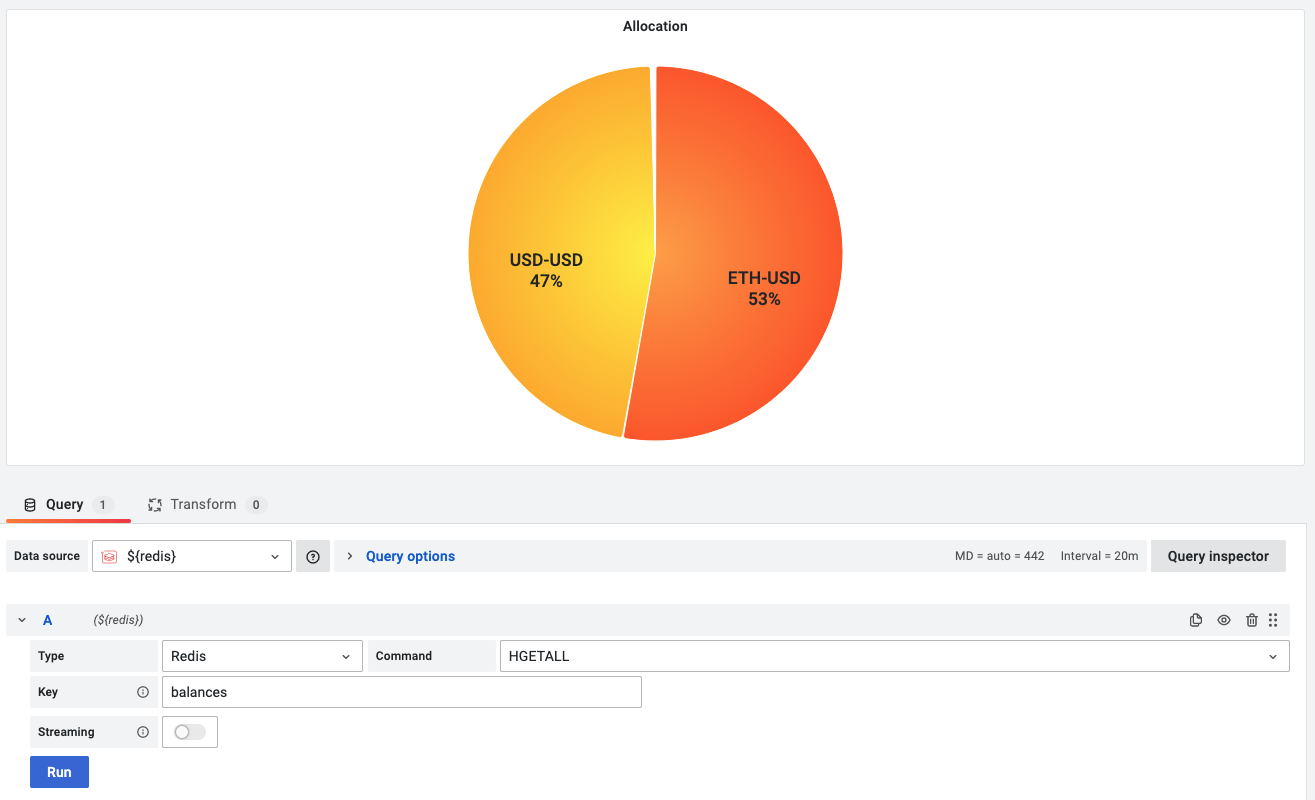 Allocation
USD-USD
47%
ETH-USD
53%
Query 1 Transform 0
Data source ${redis} Query options MD = auto = 442 Interval = 20m Query inspector
A (${redis})
Type Redis Command HGETALL
Key balances
Streaming
Run